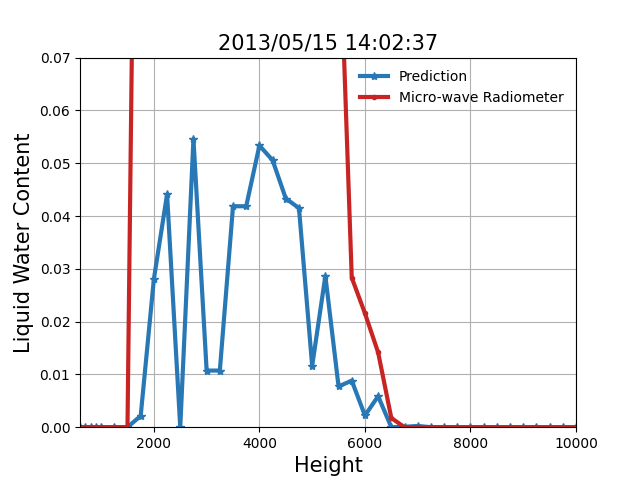 2013/05/15 14:02:37
0.07
0.06
0.05
0.04
0.03
0.02
0.01
0.00
Liquid Water Content
Prediction
Micro-wave Radiometer
2000 4000 6000 8000 10000
Height